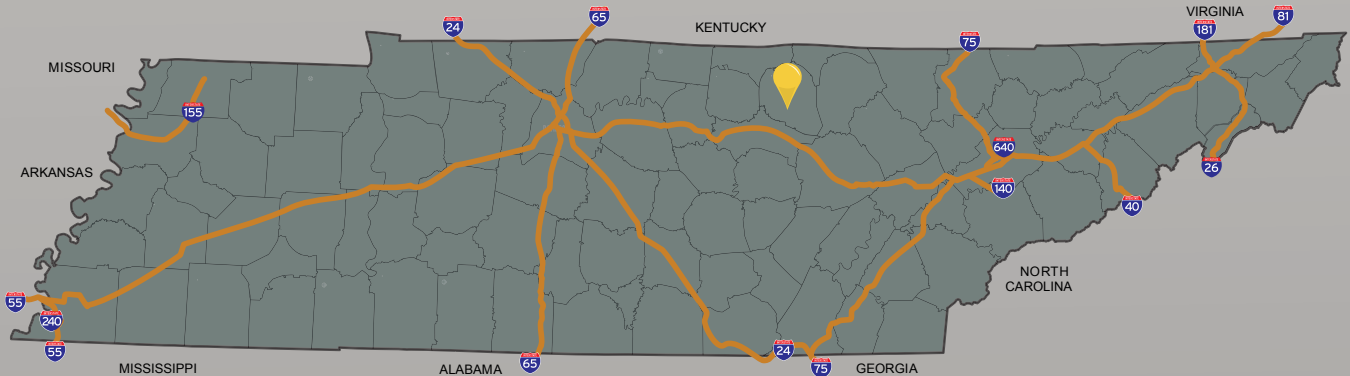 VIRGINIA
81
65
24
181
KENTUCKY
75
MISSOURI
155
640
ARKANSAS
26
140
40
NORTH
CAROLINA
55
240
55
24
65
75
MISSISSIPPI
ALABAMA
GEORGIA